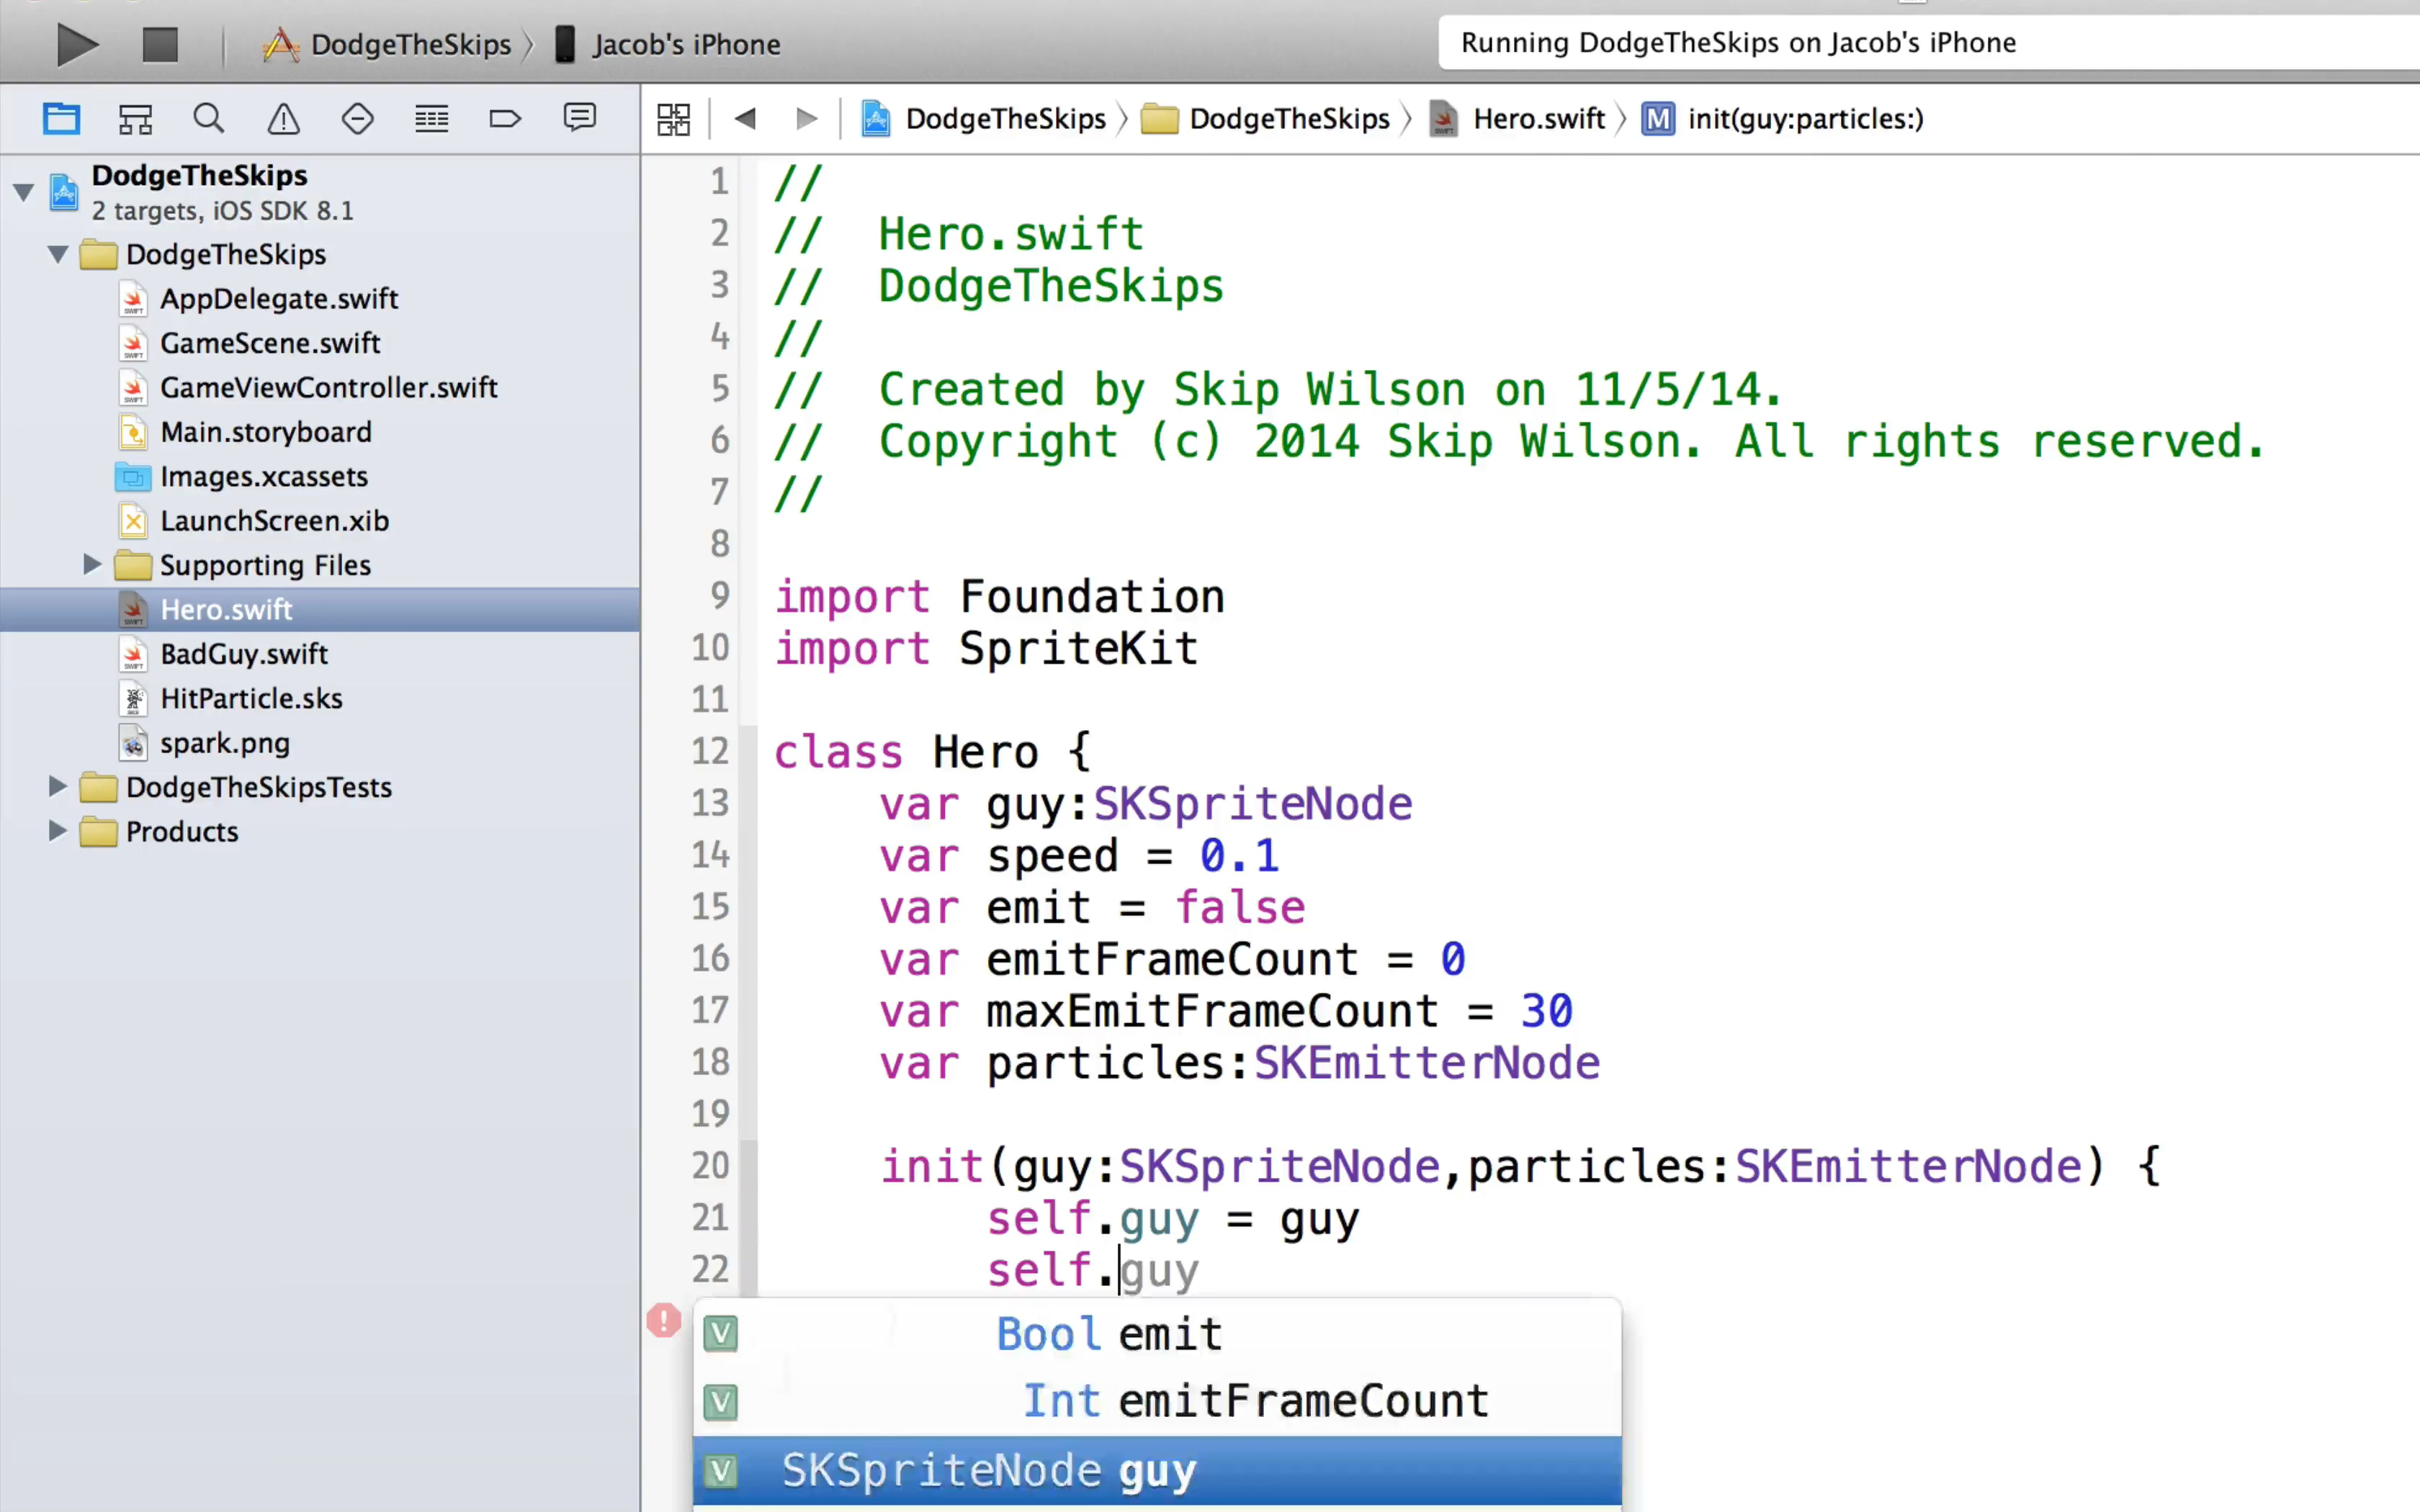 DodgeTheSkips Jacob's iPhone
Running DodgeTheSkips on Jacob's iPhone
DodgeTheSkips DodgeTheSkips Hero.swift M init(guy:particles:)
DodgeTheSkips
2 targets, iOS SDK 8.1
DodgeTheSkips
AppDelegate.swift
GameScene.swift
GameViewController.swift
Main.storyboard
Images.xcassets
LaunchScreen.xib
Supporting Files
Hero.swift
BadGuy.swift
HitParticle.sks
spark.png
DodgeTheSkipsTests
Products
1 //
2 //  Hero.swift
3 //  DodgeTheSkips
4 //
5 //  Created by Skip Wilson on 11/5/14.
6 //  Copyright (c) 2014 Skip Wilson. All rights reserved.
7 //
8
9 import Foundation
10 import SpriteKit
11
12 class Hero {
13     var guy:SKSpriteNode
14     var speed = 0.1
15     var emit = false
16     var emitFrameCount = 0
17     var maxEmitFrameCount = 30
18     var particles:SKEmitterNode
19
20     init(guy:SKSpriteNode,particles:SKEmitterNode) {
21         self.guy = guy
22         self.guy
V Bool emit
V Int emitFrameCount
V SKSpriteNode guy